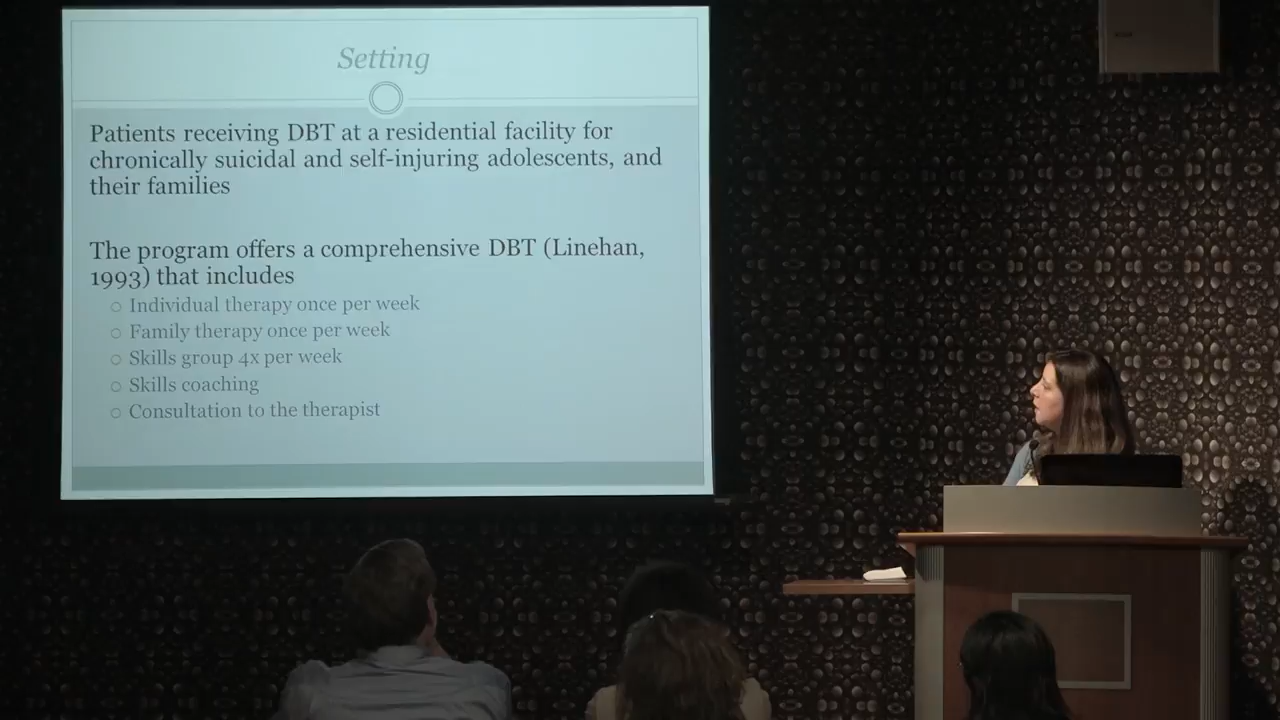 Setting
Patients receiving DBT at a residential facility for
chronically suicidal and self-injuring adolescents, and
their families
The program offers a comprehensive DBT (Linehan,
1993) that includes
Individual therapy once per week
Family therapy once per week
Skills group 4x per week
Skills coaching
Consultation to the therapist